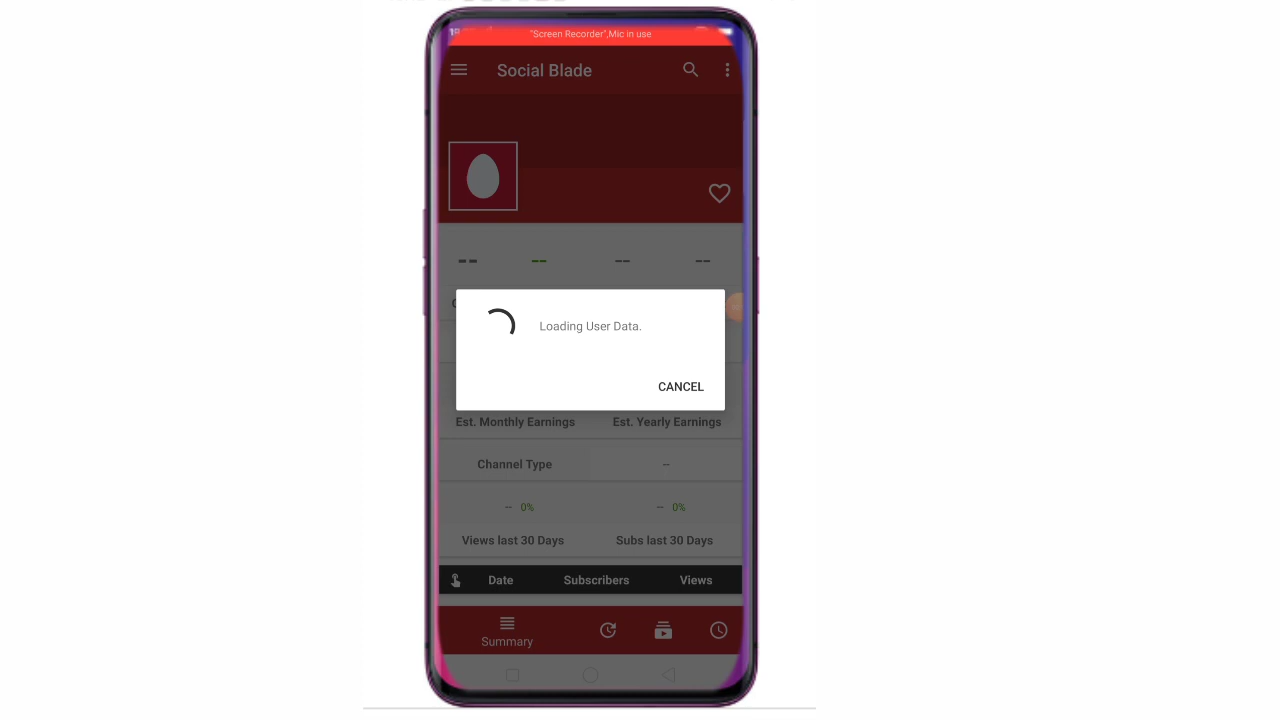 "Screen Recorder",Mic in use
Social Blade
-- -- -- --
Loading User Data.
CANCEL
Est. Monthly Earnings Est. Yearly Earnings
Channel Type --
-- 0% -- 0%
Views last 30 Days Subs last 30 Days
Date Subscribers Views
Summary